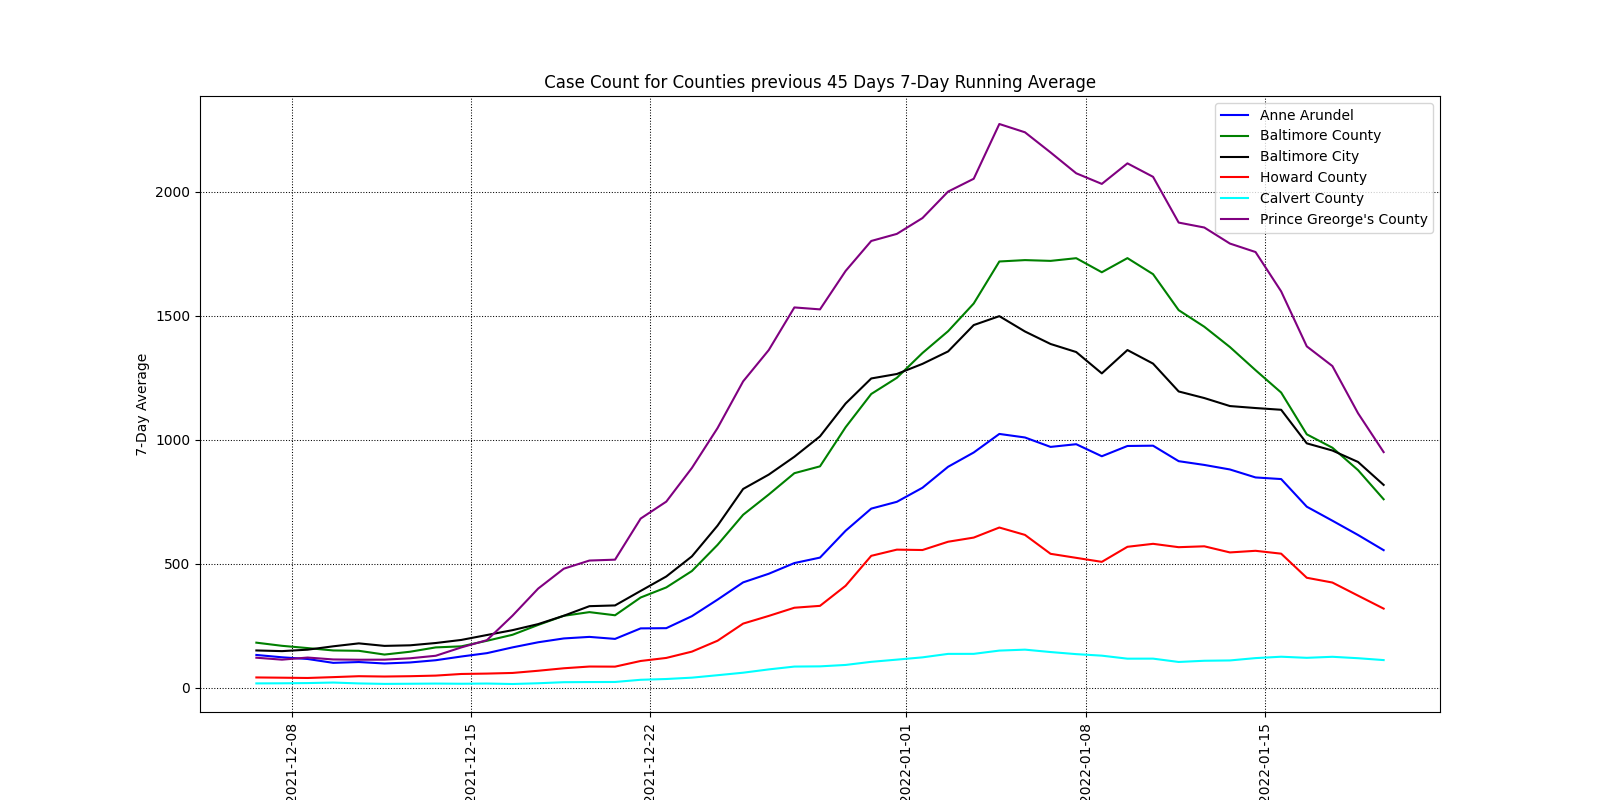 Case Count for Counties previous 45 Days 7-Day Running Average
Anne Arundel
Baltimore County
Baltimore City
Howard County
Calvert County
Prince Greorge's County
7-Day Average
2000
1500
1000
500
0
2021-12-08
2021-12-15
2021-12-22
2022-01-01
2022-01-08
2022-01-15